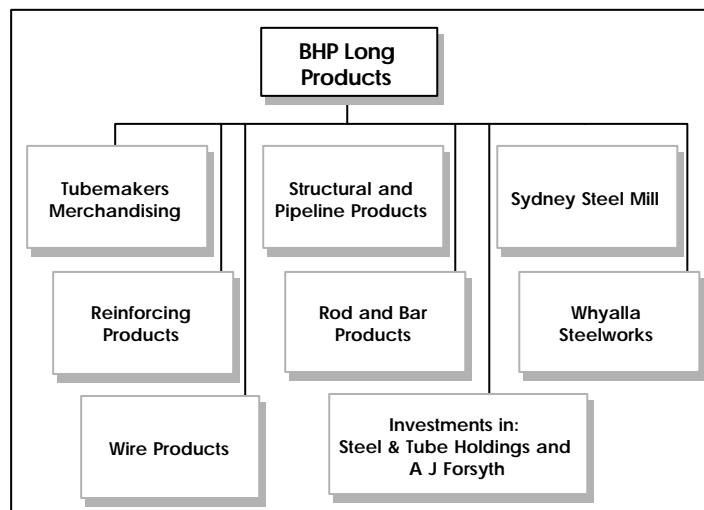 BHP Long
Products
Tubemakers
Merchandising
Structural and
Pipeline Products
Sydney Steel Mill
Reinforcing
Products
Rod and Bar
Products
Whyalla
Steelworks
Wire Products
Investments in:
Steel & Tube Holdings and
A J Forsyth